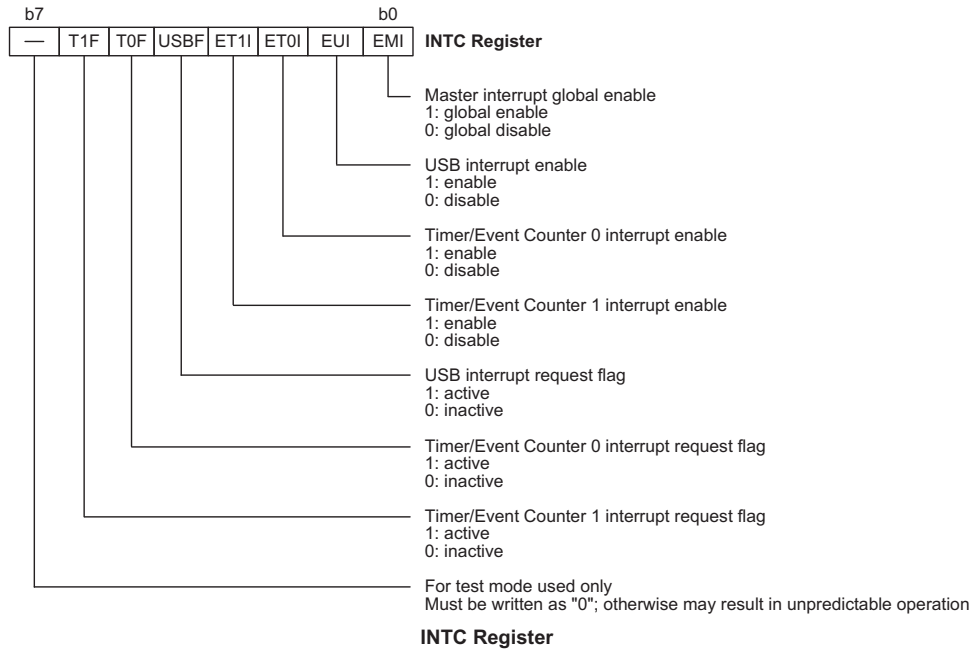 b7 b0
— T1F T0F USBF ET1I ET0I EUI EMI INTC Register
Master interrupt global enable
1: global enable
0: global disable
USB interrupt enable
1: enable
0: disable
Timer/Event Counter 0 interrupt enable
1: enable
0: disable
Timer/Event Counter 1 interrupt enable
1: enable
0: disable
USB interrupt request flag
1: active
0: inactive
Timer/Event Counter 0 interrupt request flag
1: active
0: inactive
Timer/Event Counter 1 interrupt request flag
1: active
0: inactive
For test mode used only
Must be written as "0"; otherwise may result in unpredictable operation
INTC Register